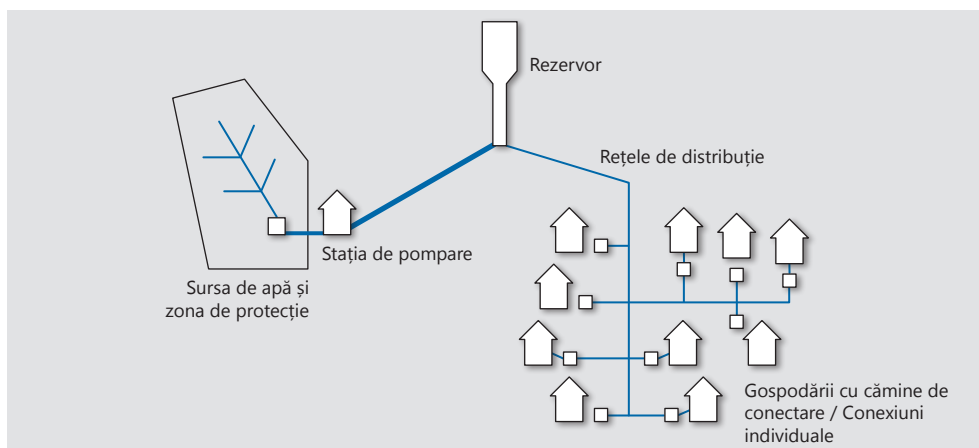 Rezervor
Rețele de distribuție
Stația de pompare
Sursa de apă și
zona de protecție
Gospodării cu cămine de
conectare / Conexiuni
individuale